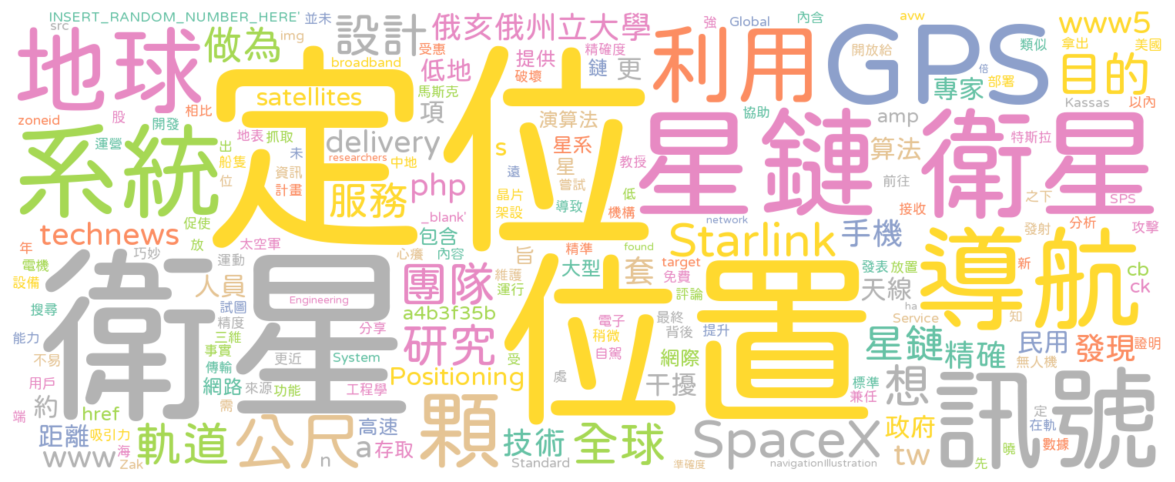 INSERT_RANDOM_NUMBER_HERE'
並未
俄亥俄州立大學
強
Global
內含
avw
www5
src
img
地球
做為
設計
受惠
精確度
利用
GPS
開放給
類似
拿出
美國
目的
broadband
低地
提供
破壞
鏈
更
倍
部署
專家
Kassas
以內
satellites
馬斯克
項
演算法
協助
amp
zoneid
股
相比
定位
系統
開發
地表
抓取
delivery
researchers
星系
s
星鏈衛星
特斯拉
運營
出
船隻
未
資訊
中地
星
遠
教授
算法
位
計畫
服務
php
嘗試
晶片
低
前往
之下
SPS
促使
_blank'
架設
導致
機構
接收
分析
攻擊
technews
放
太空軍
包含
旨
network
Starlink
手機
發射
年
巧妙
心癢
內容
精準
found
導航
電機
運動
大型
套
target
免費
發表
放置
新
cb
設備
衛星
人員
團隊
維護
運行
位置
評論
天線
ck
搜尋
試圖
Engineering
a4b3f35b
電子
最終
提升
ha
知
能力
精度
分享
研究
稍微
背後
Service
三維
事實
更近
System
受
自駕
網際
星鏈
精確
民用
發現
證明
不易
傳輸
無人機
用戶
網路
來源
功能
工程學
Positioning
處
干擾
標準
兼任
想
訊號
約
href
需
顆
端
距離
吸引力
海
軌道
公尺
高速
a
存取
技術
全球
SpaceX
政府
定
在軌
曉
數據
www
Zak
n
Standard
準確度
navigationIllustration
tw
先